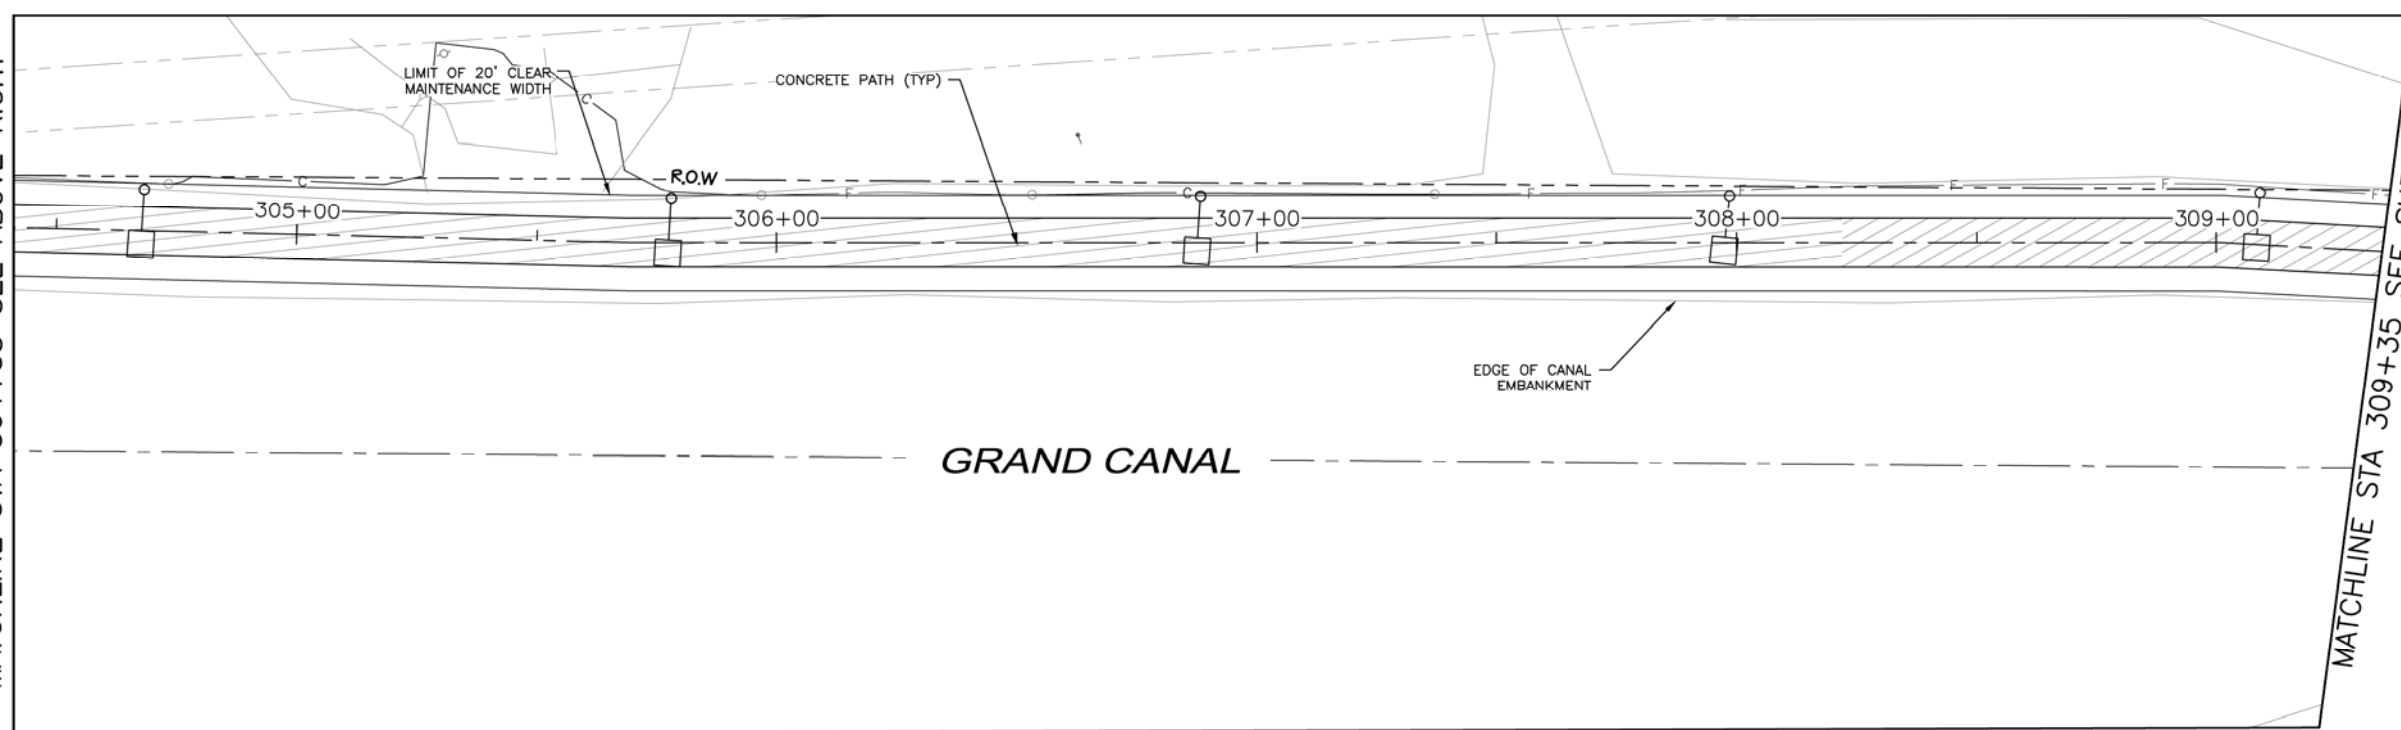 LIMIT OF 20' CLEAR
MAINTENANCE WIDTH
CONCRETE PATH (TYP)
R.O.W
C
C
C
F
F
F
F
F
F
305+00
306+00
307+00
308+00
309+00
EDGE OF CANAL
EMBANKMENT
GRAND CANAL
MATCHLINE STA 309+35 SEE